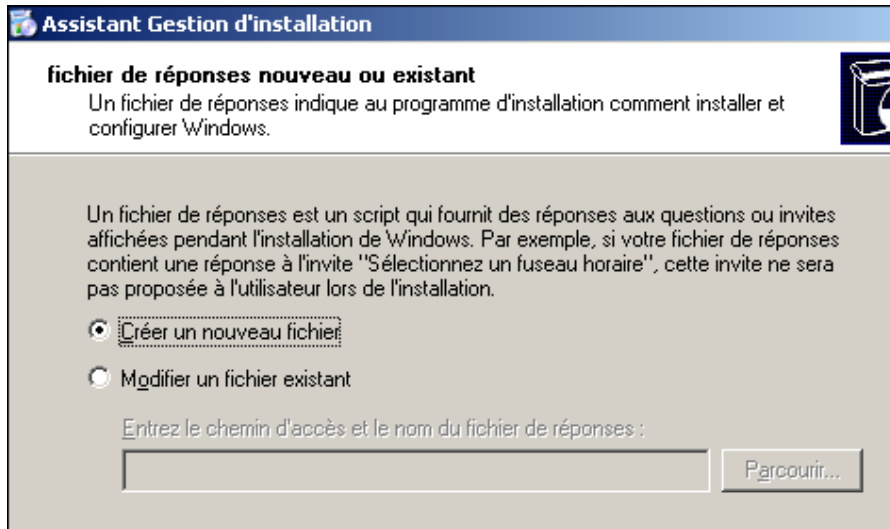 Assistant Gestion d'installation
fichier de réponses nouveau ou existant
Un fichier de réponses indique au programme d'installation comment installer et
configurer Windows.
Un fichier de réponses est un script qui fournit des réponses aux questions ou invites
affichées pendant l'installation de Windows. Par exemple, si votre fichier de réponses
contient une réponse à l'invite "Sélectionnez un fuseau horaire", cette invite ne sera
pas proposée à l'utilisateur lors de l'installation.
Créer un nouveau fichier
Modifier un fichier existant
Entrez le chemin d'accès et le nom du fichier de réponses :
Parcourir...